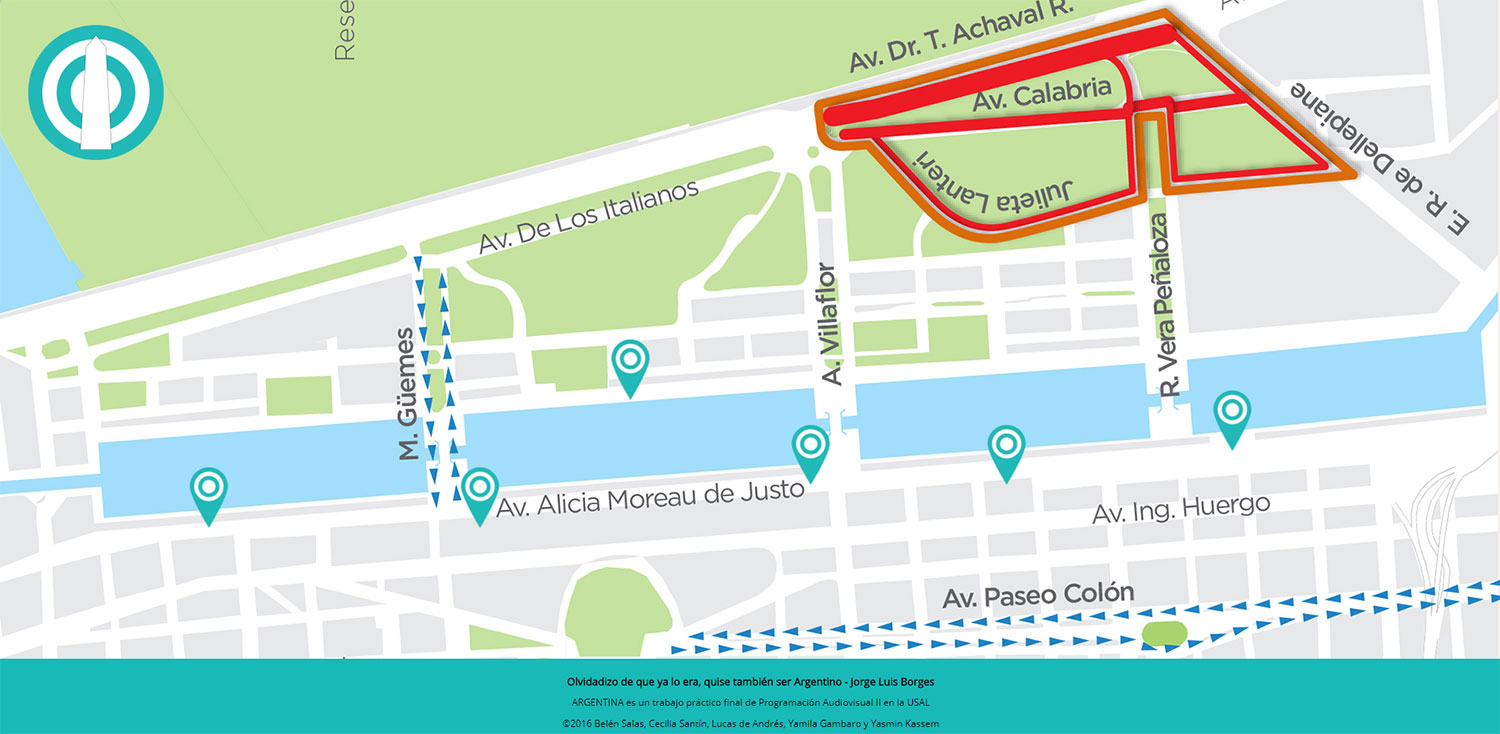 Rese
Av. Dr. T. Achaval R.
Av. Calabria
Julieta Lanteri
E. R. de Dellepiane
Av. De Los Italianos
M. Güemes
A. Villaflor
R. Vera Peñaloza
Av. Alicia Moreau de Justo
Av. Ing. Huergo
Av. Paseo Colón
Olvidadizo de que ya lo era, quise también ser Argentino - Jorge Luis Borges
ARGENTINA es un trabajo práctico final de Programación Audiovisual II en la USAL
©2016 Belén Salas, Cecilia Santín, Lucas de Andrés, Yamila Gambaro y Yasmin Kassem